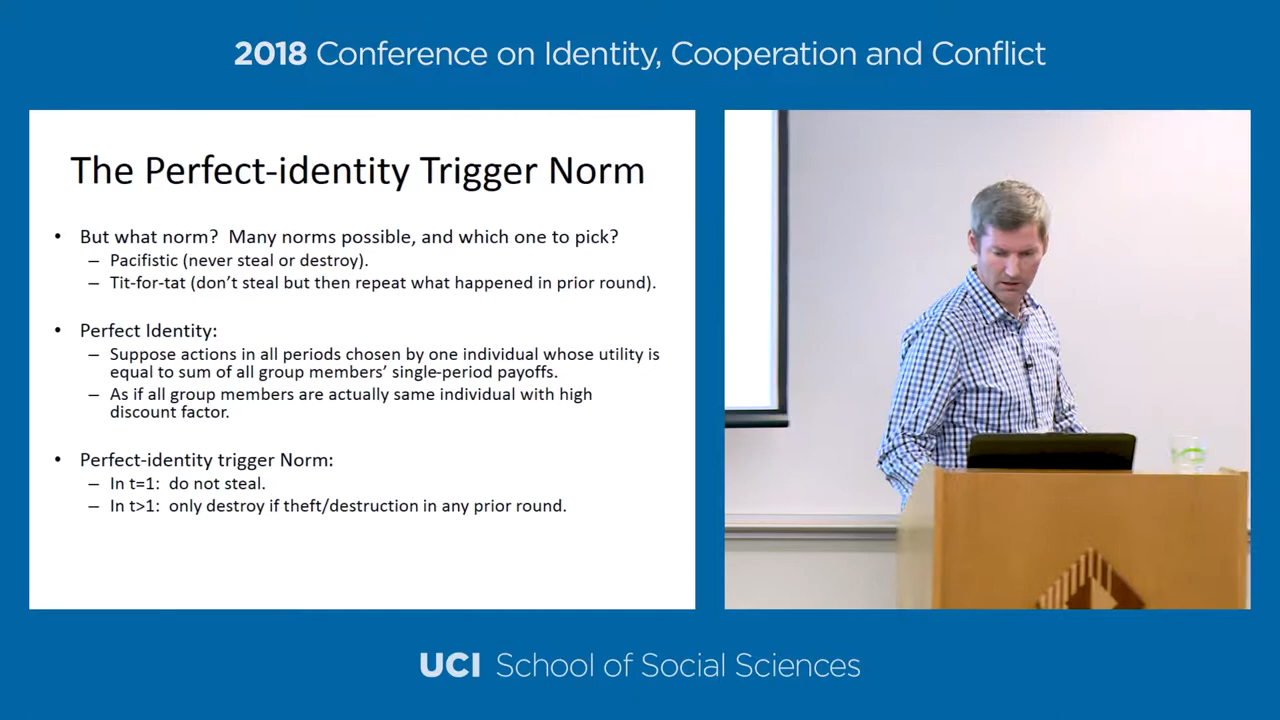 2018 Conference on Identity, Cooperation and Conflict
The Perfect-identity Trigger Norm
• But what norm? Many norms possible, and which one to pick?
– Pacifistic (never steal or destroy).
– Tit-for-tat (don't steal but then repeat what happened in prior round).
• Perfect Identity:
– Suppose actions in all periods chosen by one individual whose utility is
equal to sum of all group members' single-period payoffs.
– As if all group members are actually same individual with high
discount factor.
• Perfect-identity trigger Norm:
– In t=1: do not steal.
– In t>1: only destroy if theft/destruction in any prior round.
UCI School of Social Sciences